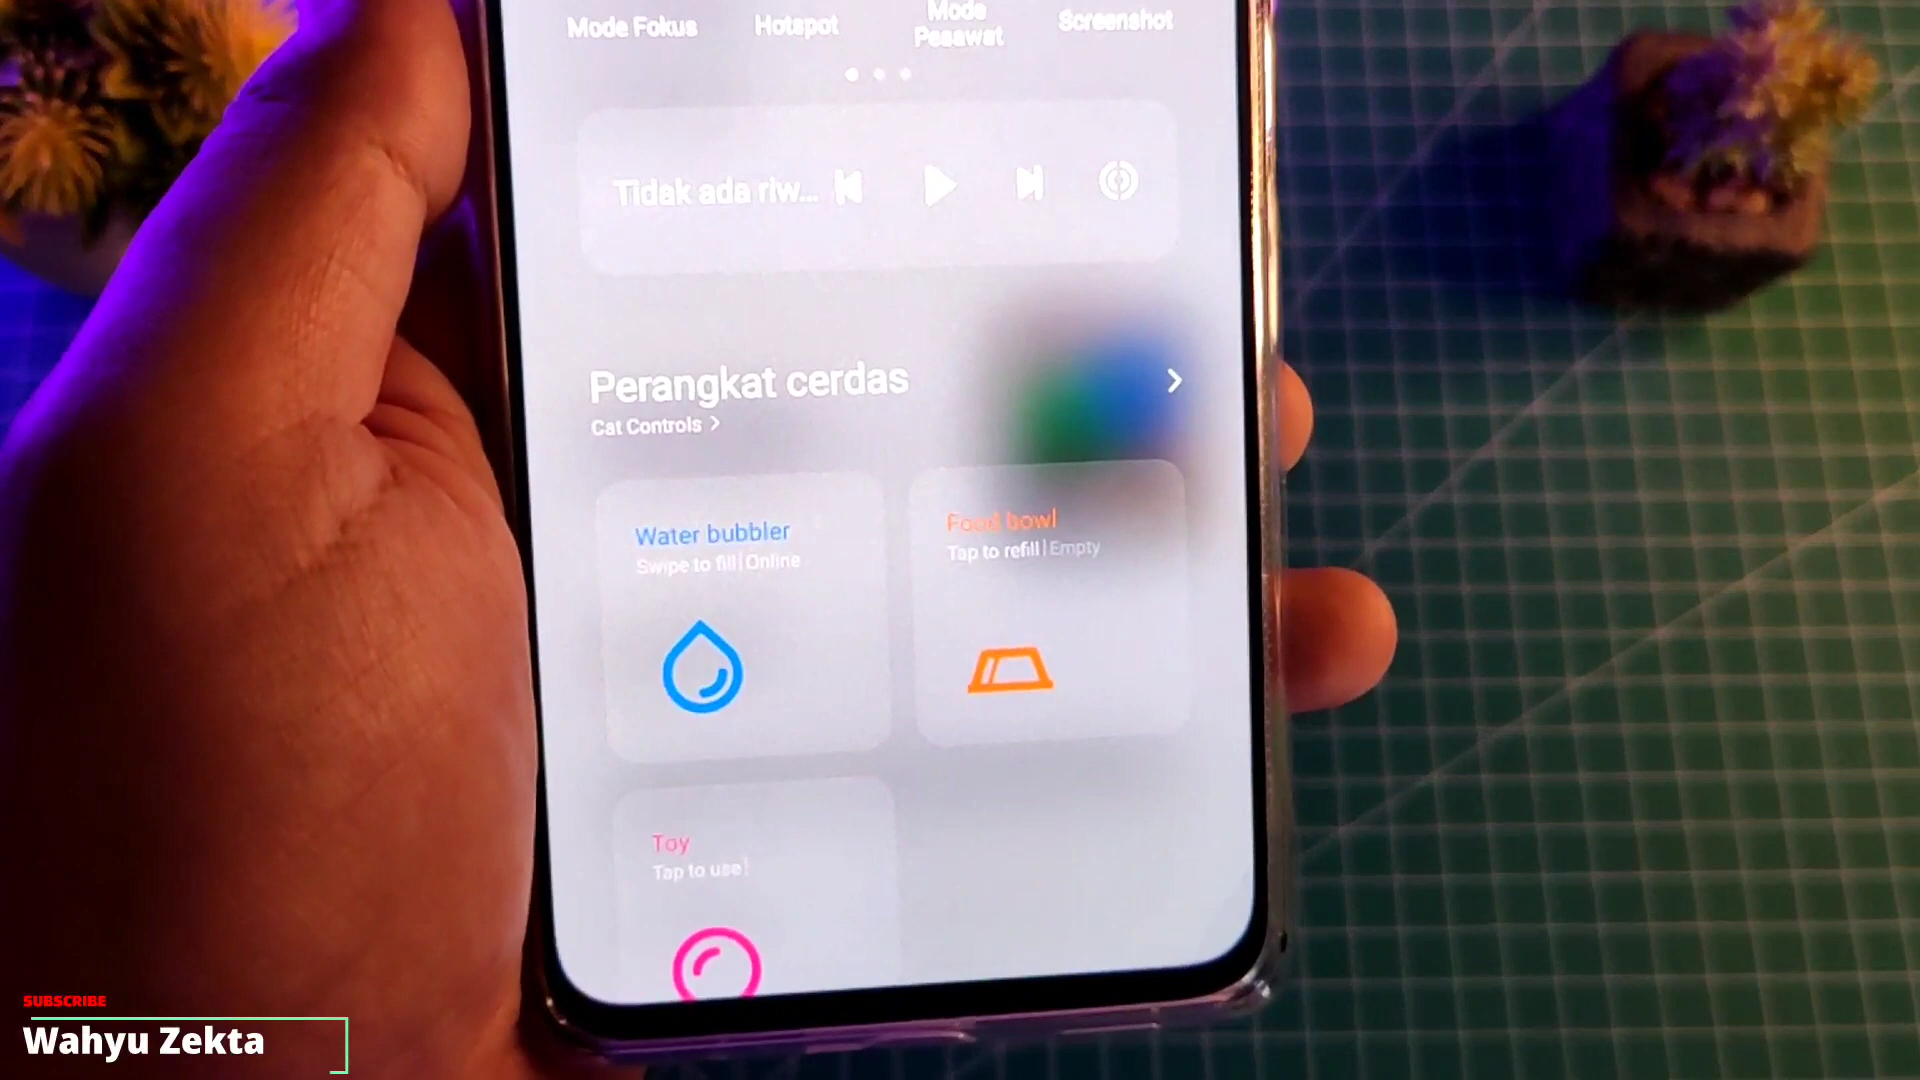 Mode Fokus
Hotspot
Mode
Pesawat
Screenshot
Tidak ada riw...
Perangkat cerdas
Cat Controls >
Water bubbler
Swipe to fill|Online
Food bowl
Tap to refill|Empty
Toy
Tap to use|
SUBSCRIBE
Wahyu Zekta